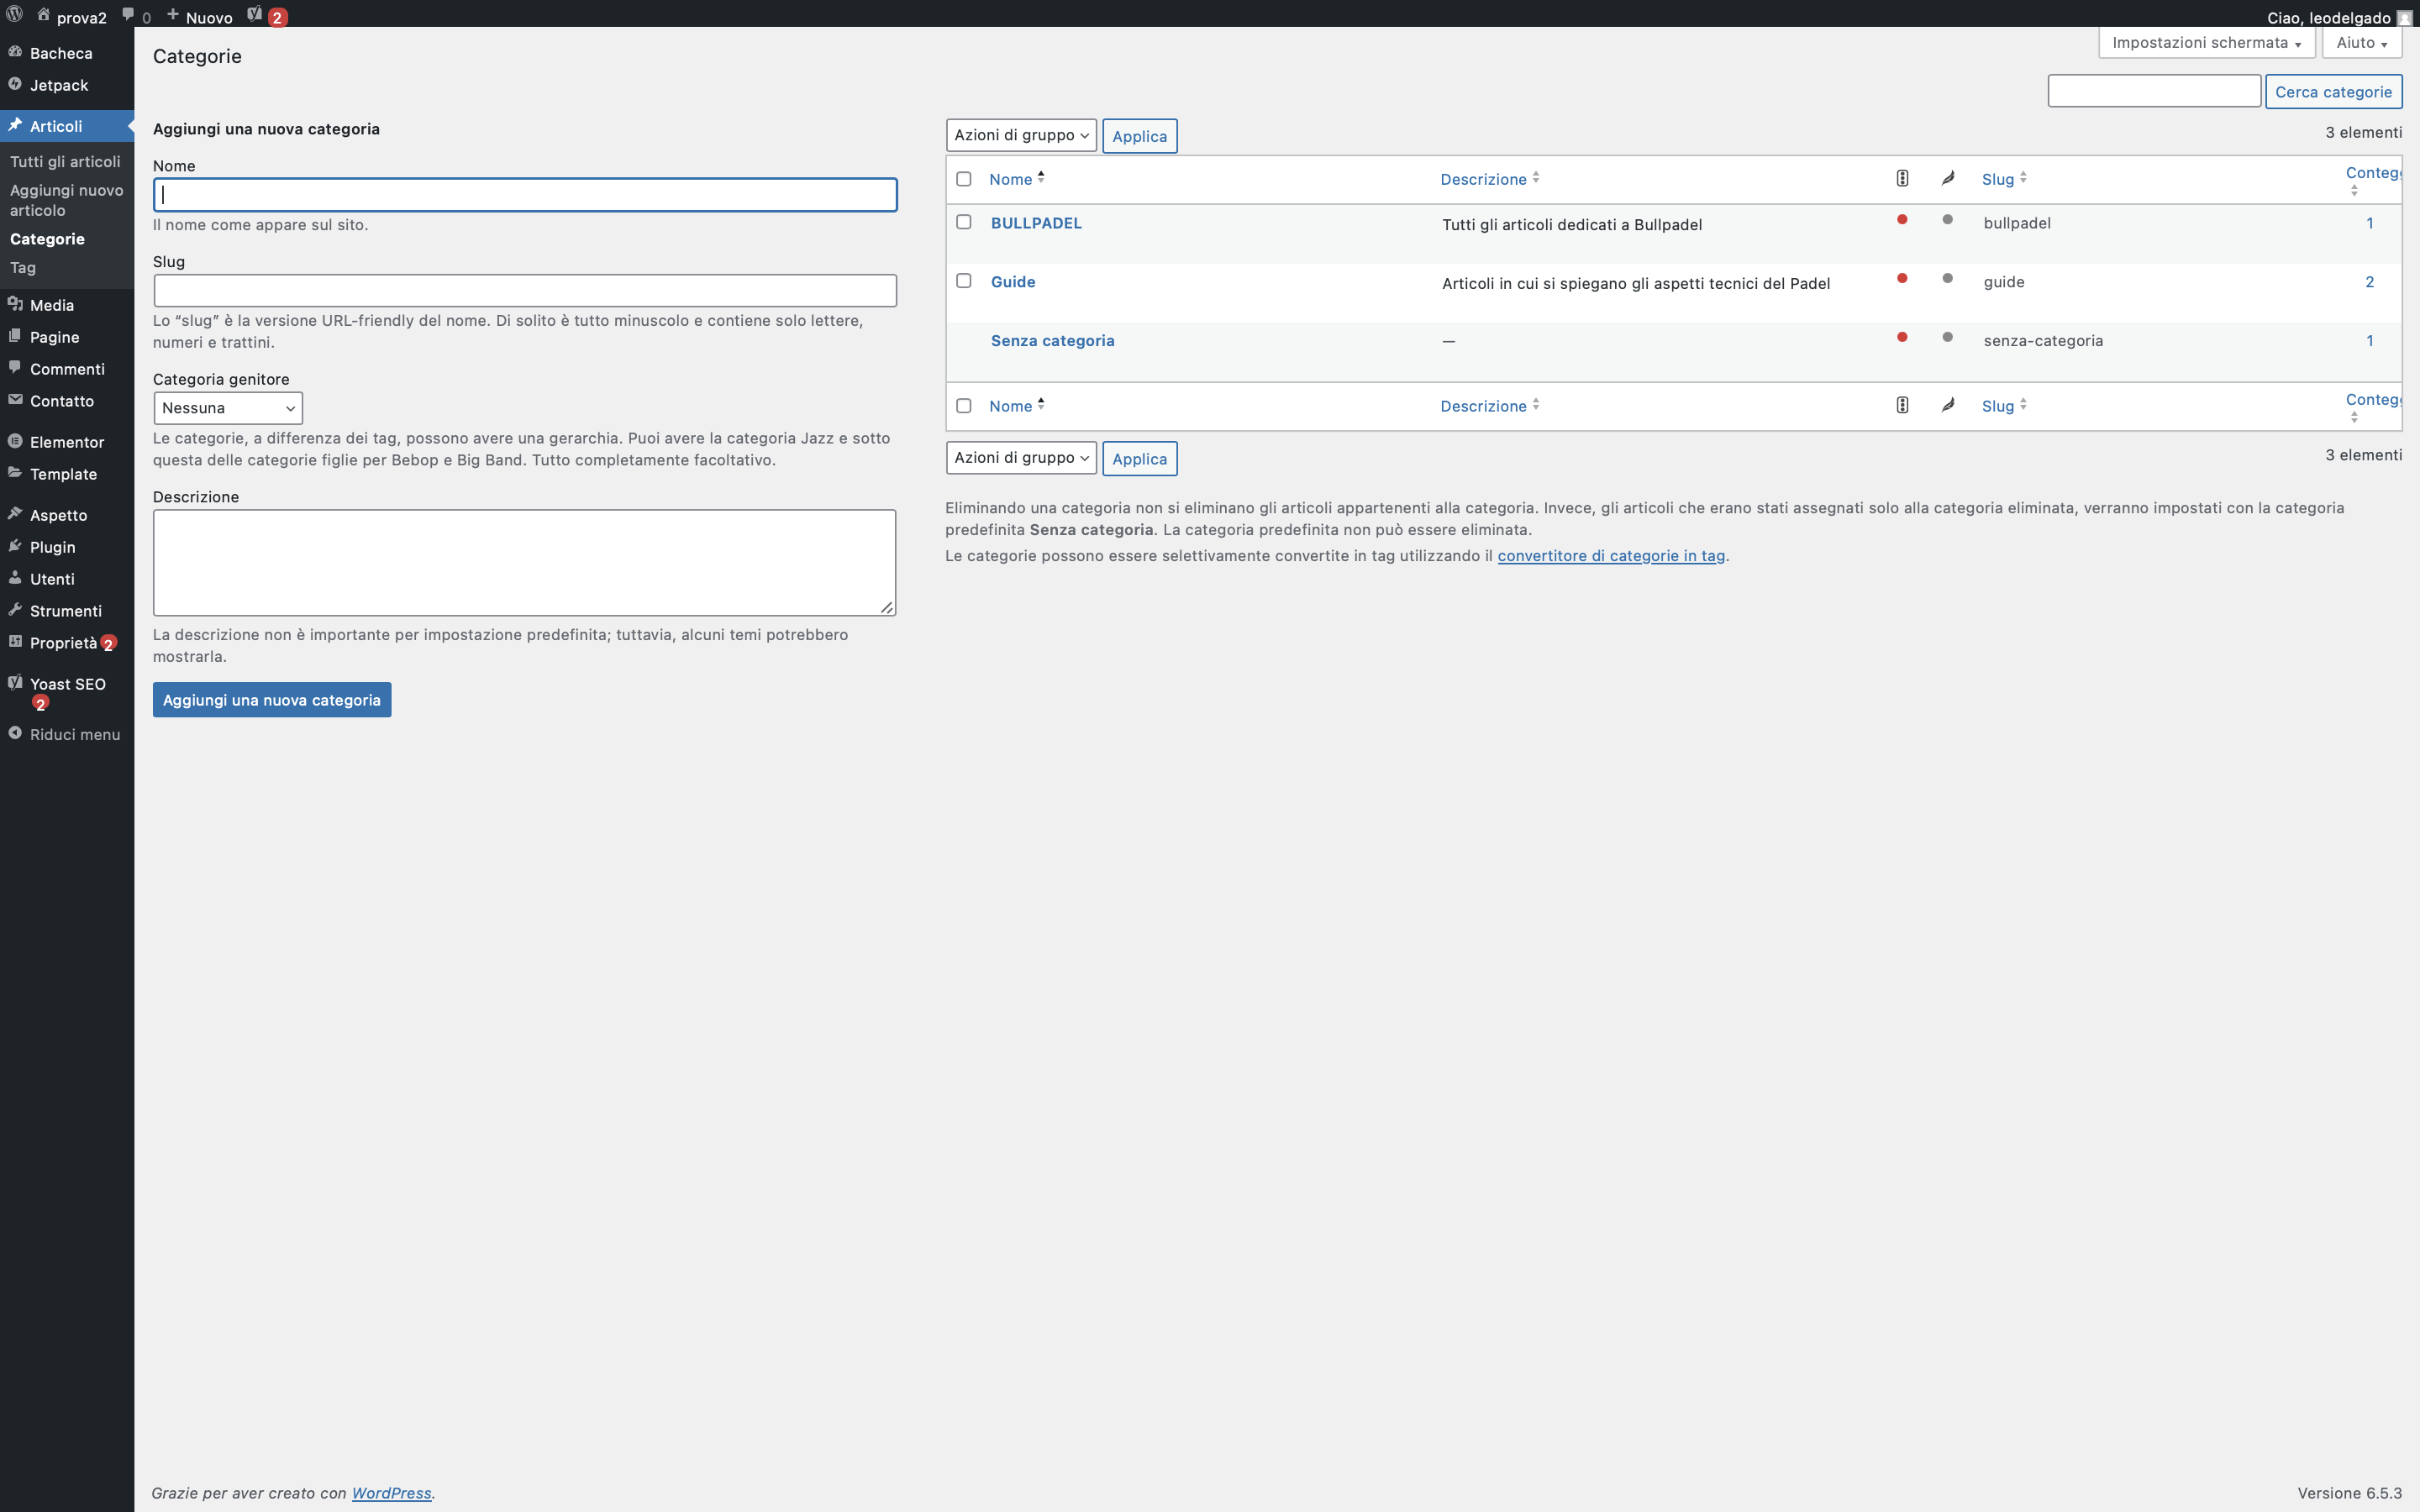 prova2
0
Nuovo
2
Ciao, leodelgado
Bacheca
Jetpack
Articoli
Tutti gli articoli
Aggiungi nuovo
articolo
Categorie
Tag
Media
Pagine
Commenti
Contatto
Elementor
Template
Aspetto
Plugin
Utenti
Strumenti
Proprietà 2
Yoast SEO
2
Riduci menu
Categorie
Impostazioni schermata
Aiuto
Cerca categorie
Aggiungi una nuova categoria
Nome
Il nome come appare sul sito.
Slug
Lo “slug” è la versione URL-friendly del nome. Di solito è tutto minuscolo e contiene solo lettere,
numeri e trattini.
Categoria genitore
Nessuna
Le categorie, a differenza dei tag, possono avere una gerarchia. Puoi avere la categoria Jazz e sotto
questa delle categorie figlie per Bebop e Big Band. Tutto completamente facoltativo.
Descrizione
La descrizione non è importante per impostazione predefinita; tuttavia, alcuni temi potrebbero
mostrarla.
Aggiungi una nuova categoria
Azioni di gruppo
Applica
3 elementi
Nome Descrizione Slug Conteg
BULLPADEL Tutti gli articoli dedicati a Bullpadel bullpadel 1
Guide Articoli in cui si spiegano gli aspetti tecnici del Padel guide 2
Senza categoria — senza-categoria 1
Nome Descrizione Slug Conteg
Azioni di gruppo
Applica
3 elementi
Eliminando una categoria non si eliminano gli articoli appartenenti alla categoria. Invece, gli articoli che erano stati assegnati solo alla categoria eliminata, verranno impostati con la categoria
predefinita Senza categoria. La categoria predefinita non può essere eliminata.
Le categorie possono essere selettivamente convertite in tag utilizzando il convertitore di categorie in tag.
Grazie per aver creato con WordPress.
Versione 6.5.3